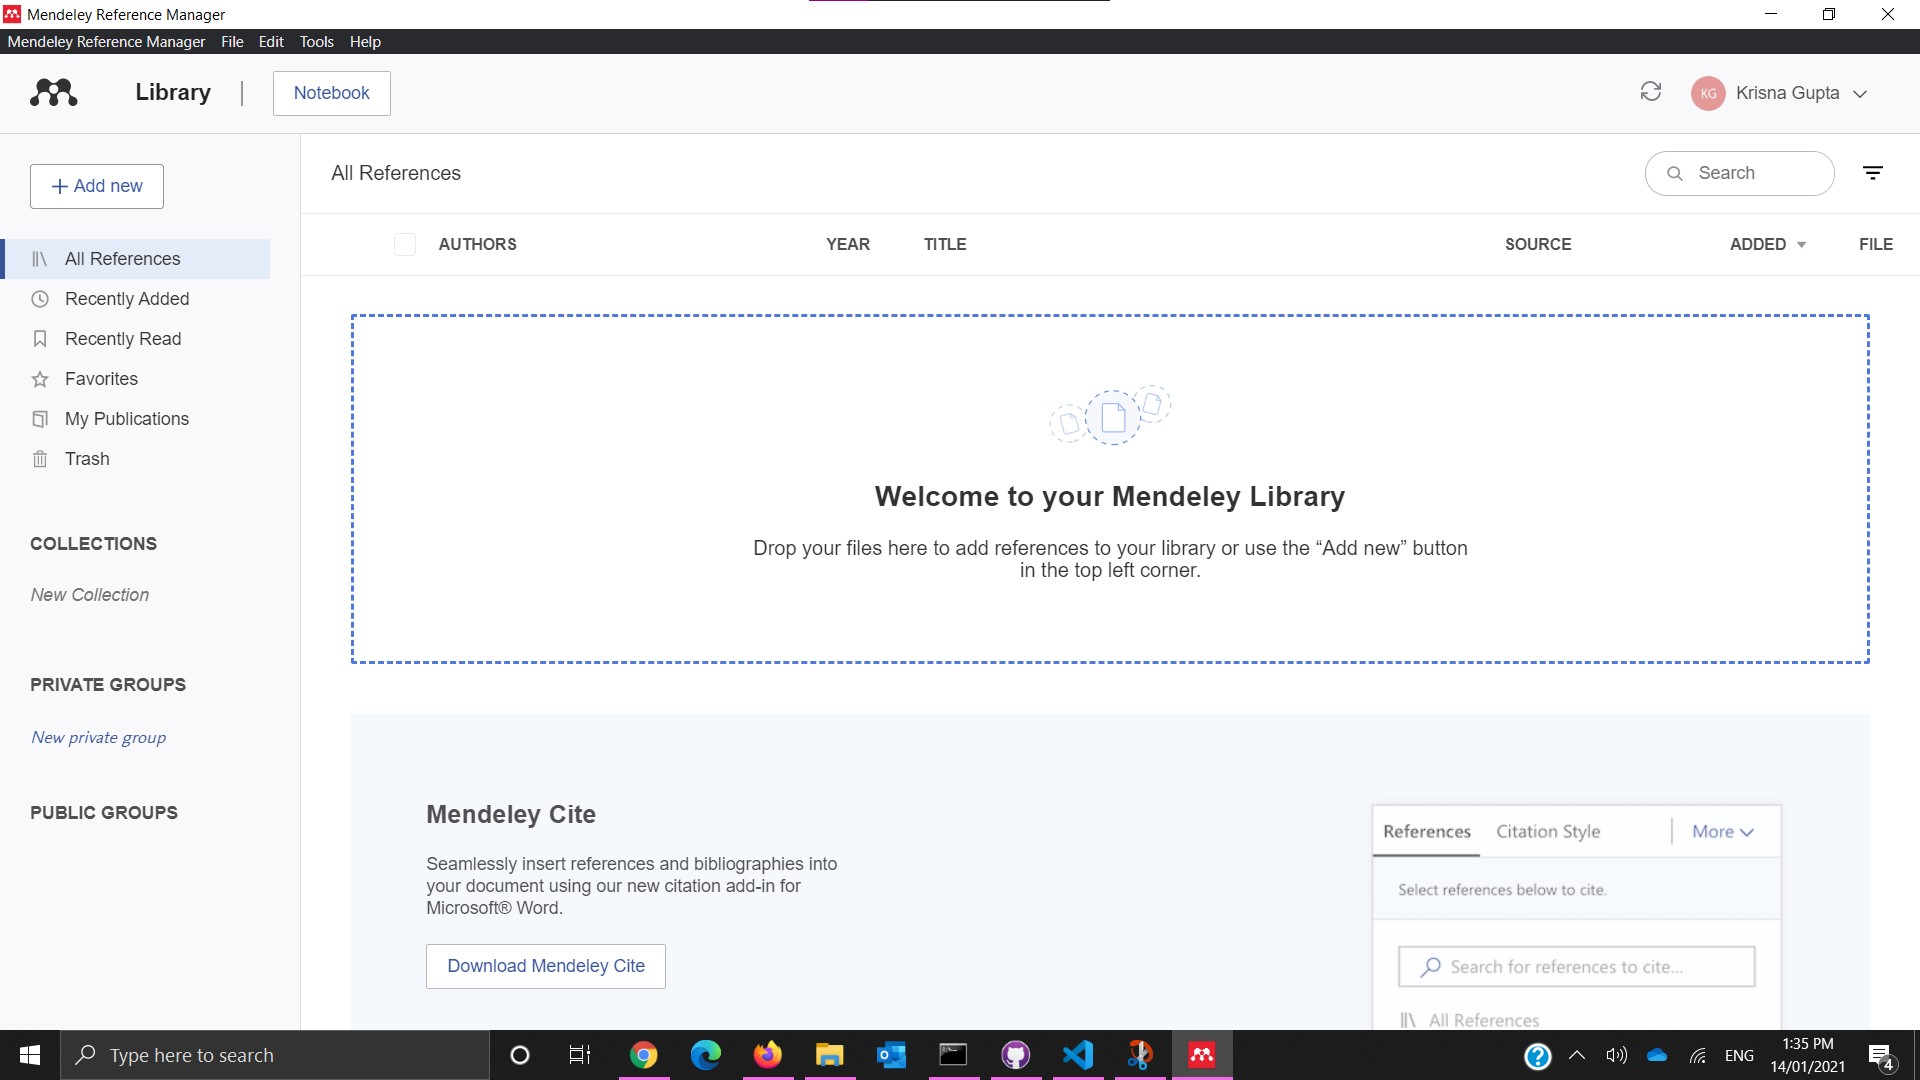 Mendeley Reference Manager
Mendeley Reference Manager File Edit Tools Help
Library | Notebook
KG Krisna Gupta
+ Add new
All References
Recently Added
Recently Read
Favorites
My Publications
Trash
COLLECTIONS
New Collection
PRIVATE GROUPS
New private group
PUBLIC GROUPS
All References
Search
AUTHORS YEAR TITLE SOURCE ADDED FILE
Welcome to your Mendeley Library
Drop your files here to add references to your library or use the “Add new” button
in the top left corner.
Mendeley Cite
Seamlessly insert references and bibliographies into
your document using our new citation add-in for
Microsoft® Word.
Download Mendeley Cite
References Citation Style More
Select references below to cite.
Search for references to cite...
All References
Type here to search
ENG
1:35 PM
14/01/2021
4